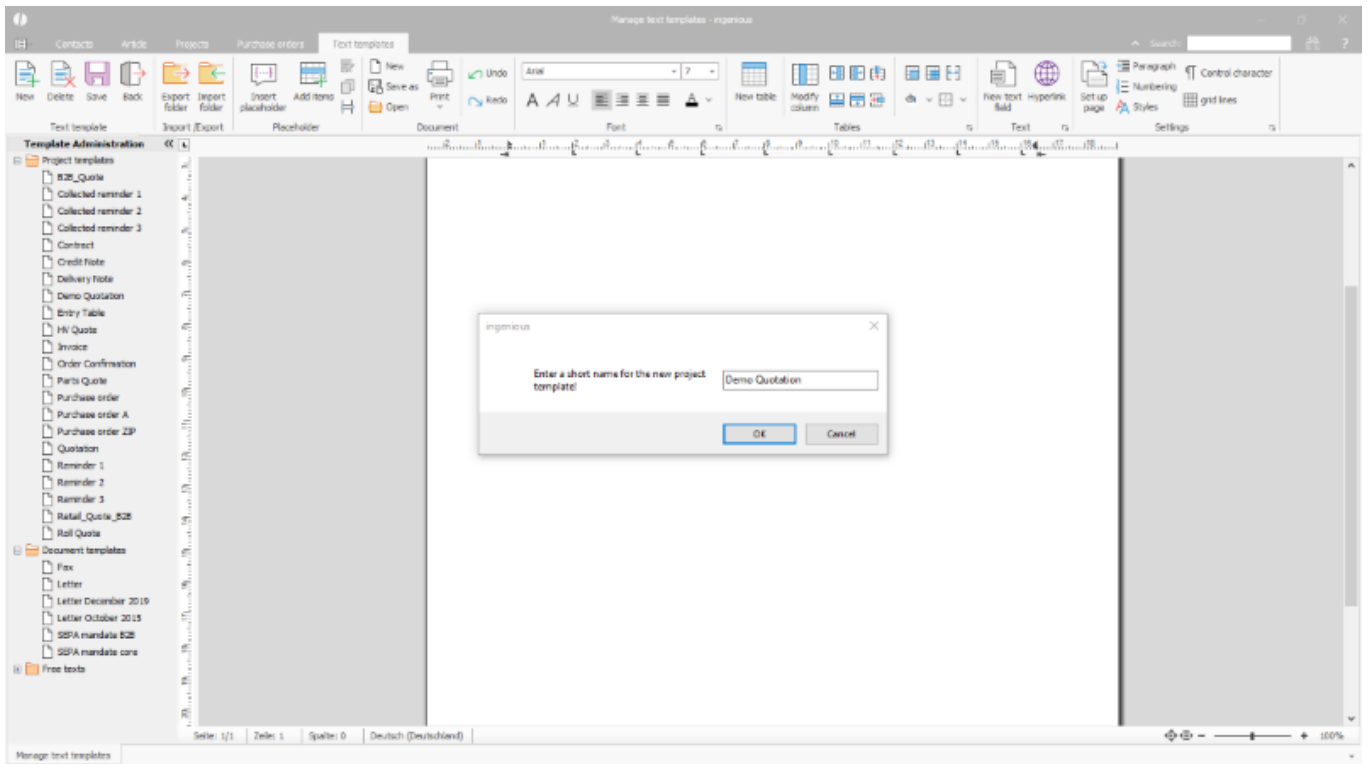 Manage text templates - ingenious
Contacts Article Projects Purchase orders Text templates Search:
New Delete Save Back
Export folder Import folder
Insert placeholder Add items
New
Save as
Open
Print
Undo
Redo
Arial 7
A A U A
New table
Modify column
New text field Hyperlink
Set up page
Paragraph
Numbering
Styles
Control character
grid lines
Text template Import /Export Placeholder Document Font Tables Text Settings
Template Administration
Project templates
B2B_Quote
Collected reminder 1
Collected reminder 2
Collected reminder 3
Contract
Credit Note
Delivery Note
Demo Quotation
Entry Table
HV Quote
Invoice
Order Confirmation
Parts Quote
Purchase order
Purchase order A
Purchase order ZIP
Quotation
Reminder 1
Reminder 2
Reminder 3
Retail_Quote_B2B
Roll Quote
Document templates
Fax
Letter
Letter December 2019
Letter October 2015
SEPA mandate B2B
SEPA mandate core
Free texts
ingenious
Enter a short name for the new project
template!
Demo Quotation
OK Cancel
Seite: 1/1 Zeile: 1 Spalte: 0 Deutsch (Deutschland) 100%
Manage text templates